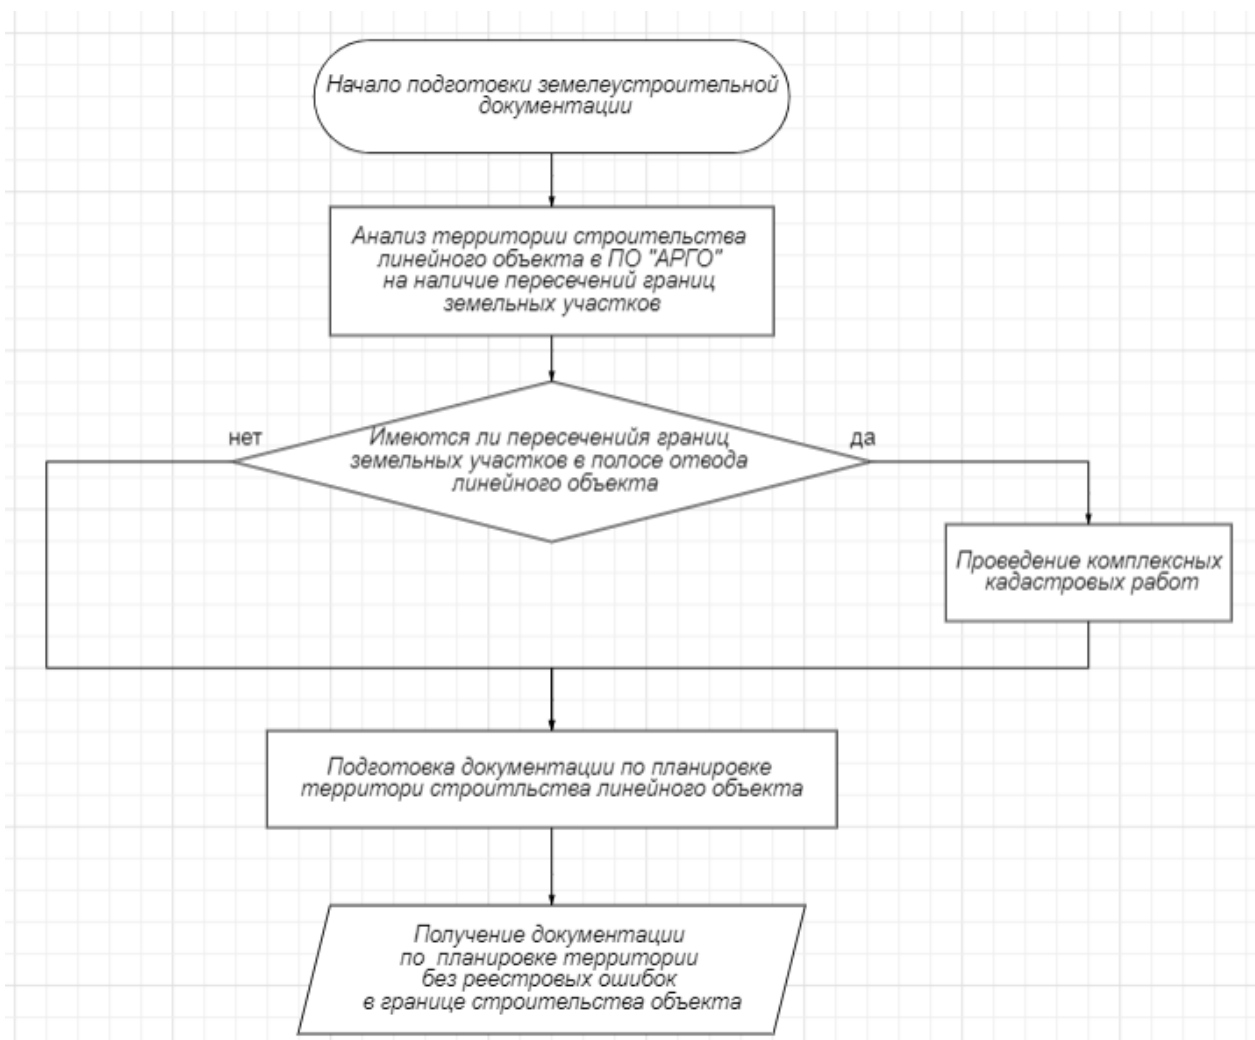 Начало подготовки земелеустроительной
документации
Анализ территории строительства
линейного объекта в ПО "АРГО"
на наличие пересечений границ
земельных участков
нет
да
Имеются ли пересеченийя границ
земельных участков в полосе отвода
линейного объекта
Проведение комплексных
кадастровых работ
Подготовка документации по планировке
територи строитльства линейного объекта
Получение документации
по планировке территории
без реестровых ошибок
в границе строительства объекта